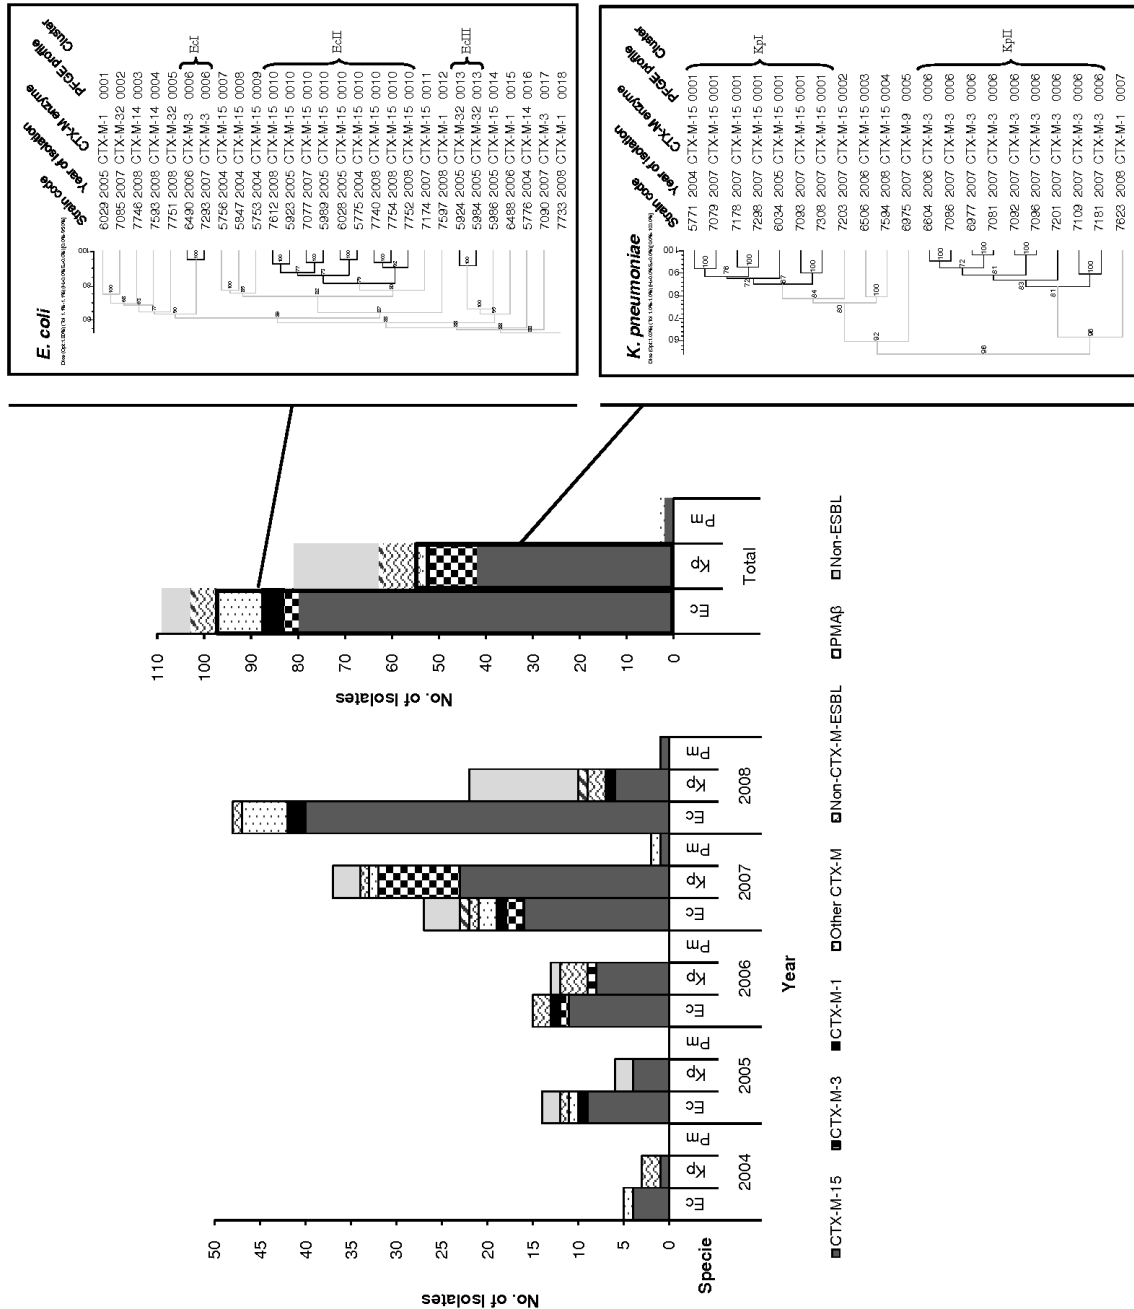 No. of Isolates
50
45
40
35
30
25
20
15
10
5
0
Specie
Ec
Kp
Pm
Ec
Kp
Pm
Ec
Kp
Pm
Ec
Kp
Pm
Ec
Kp
Pm
2004
2005
2006
2007
2008
Year
No. of Isolates
110
100
90
80
70
60
50
40
30
20
10
0
Ec
Kp
Pm
Total
CTX-M-15
CTX-M-3
CTX-M-1
Other CTX-M
Non-CTX-M-ESBL
PMAβ
Non-ESBL
E. coli
Strain code
Year of Isolation
CTX-M enzyme
PFGE profile
Cluster
6029 2005 CTX-M-1 0001
7085 2007 CTX-M-32 0002
7746 2008 CTX-M-14 0003
7593 2008 CTX-M-14 0004
7751 2008 CTX-M-32 0005
6490 2006 CTX-M-3 0006
7293 2007 CTX-M-3 0006
EcI
5756 2004 CTX-M-15 0007
5847 2004 CTX-M-15 0008
5753 2004 CTX-M-15 0009
7612 2008 CTX-M-15 0010
5923 2005 CTX-M-15 0010
7077 2007 CTX-M-15 0010
5989 2005 CTX-M-15 0010
6028 2005 CTX-M-15 0010
5775 2004 CTX-M-15 0010
7740 2008 CTX-M-15 0010
7754 2008 CTX-M-15 0010
7752 2008 CTX-M-15 0010
EcII
7174 2007 CTX-M-15 0011
7597 2008 CTX-M-1 0012
5924 2005 CTX-M-32 0013
5984 2005 CTX-M-32 0013
EcIII
5986 2005 CTX-M-15 0014
6488 2006 CTX-M-1 0015
5776 2004 CTX-M-14 0016
7090 2007 CTX-M-3 0017
7733 2008 CTX-M-1 0018
K. pneumoniae
Strain code
Year of Isolation
CTX-M enzyme
PFGE profile
Cluster
5771 2004 CTX-M-15 0001
7079 2007 CTX-M-15 0001
7178 2007 CTX-M-15 0001
7298 2007 CTX-M-15 0001
6034 2005 CTX-M-15 0001
7093 2007 CTX-M-15 0001
7308 2007 CTX-M-15 0001
KpI
7203 2007 CTX-M-15 0002
6506 2006 CTX-M-15 0003
7594 2008 CTX-M-15 0004
6975 2007 CTX-M-9 0005
6604 2006 CTX-M-3 0006
7086 2007 CTX-M-3 0006
6977 2007 CTX-M-3 0006
7081 2007 CTX-M-3 0006
7092 2007 CTX-M-3 0006
7096 2007 CTX-M-3 0006
7201 2007 CTX-M-3 0006
7109 2007 CTX-M-3 0006
7181 2007 CTX-M-3 0006
KpII
7623 2008 CTX-M-1 0007